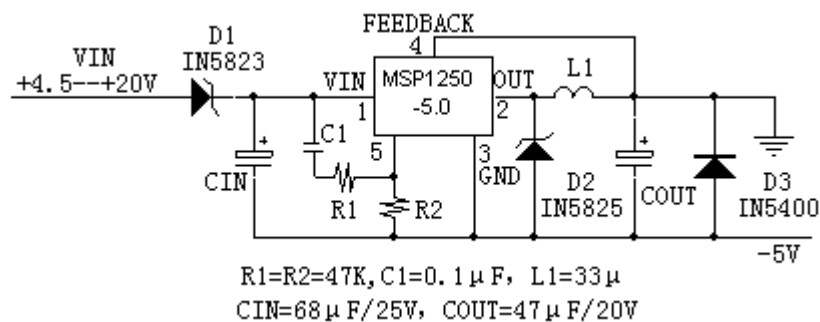 FEEDBACK
D1
VIN
IN5823
4
L1
+4.5--+20V
VIN
MSP1250
OUT
1
-5.0
2
C1
5
3
GND
CIN
R1
R2
D2
IN5825
COUT
D3
IN5400
-5V
R1=R2=47K,C1=0.1μF, L1=33μ
CIN=68μF/25V, COUT=47μF/20V